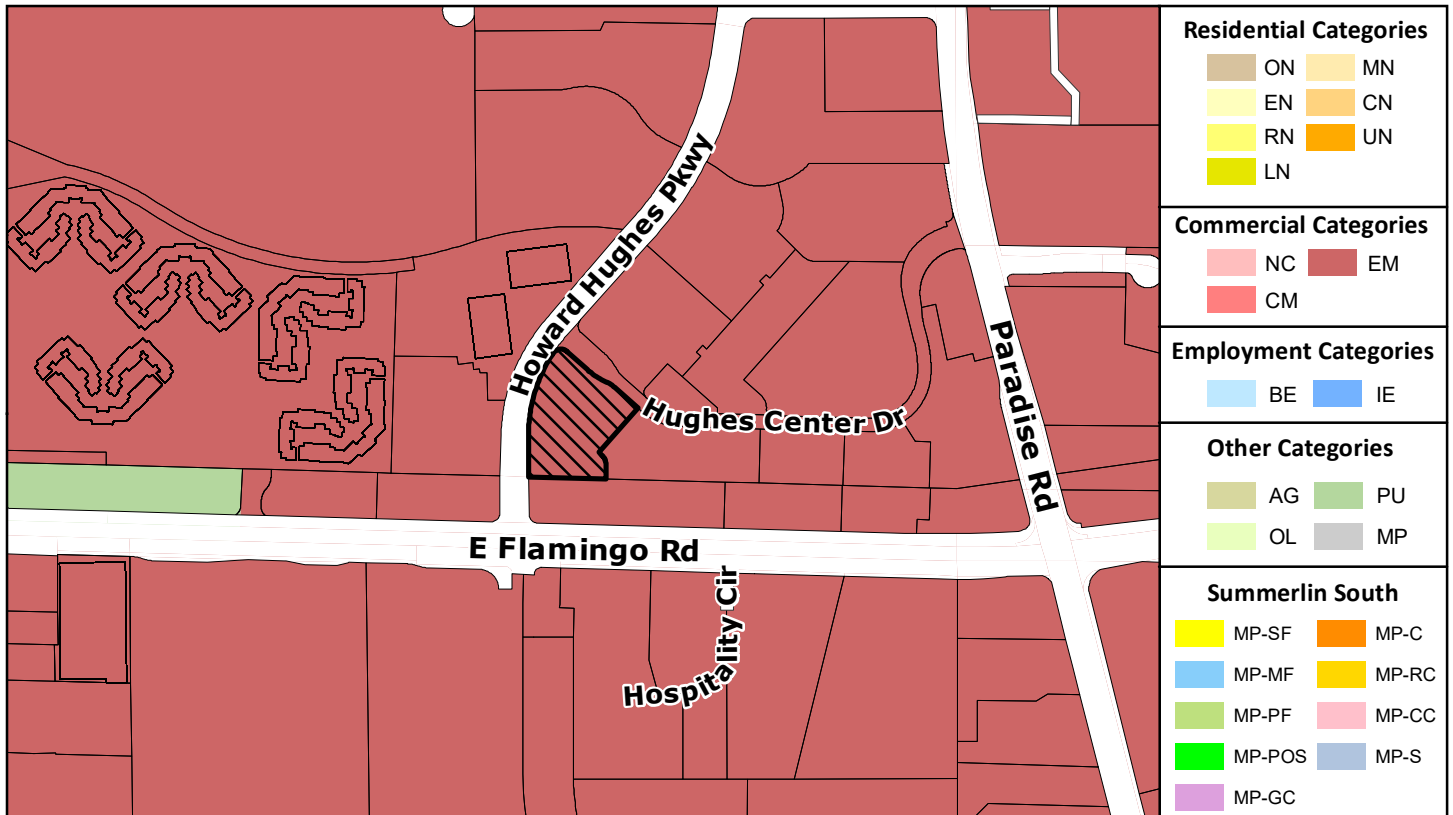 Howard Hughes Pkwy
Paradise Rd
Hughes Center Dr
E Flamingo Rd
Hospitality Cir
Residential Categories
ON MN
EN CN
RN UN
LN
Commercial Categories
NC EM
CM
Employment Categories
BE IE
Other Categories
AG PU
OL MP
Summerlin South
MP-SF MP-C
MP-MF MP-RC
MP-PF MP-CC
MP-POS MP-S
MP-GC